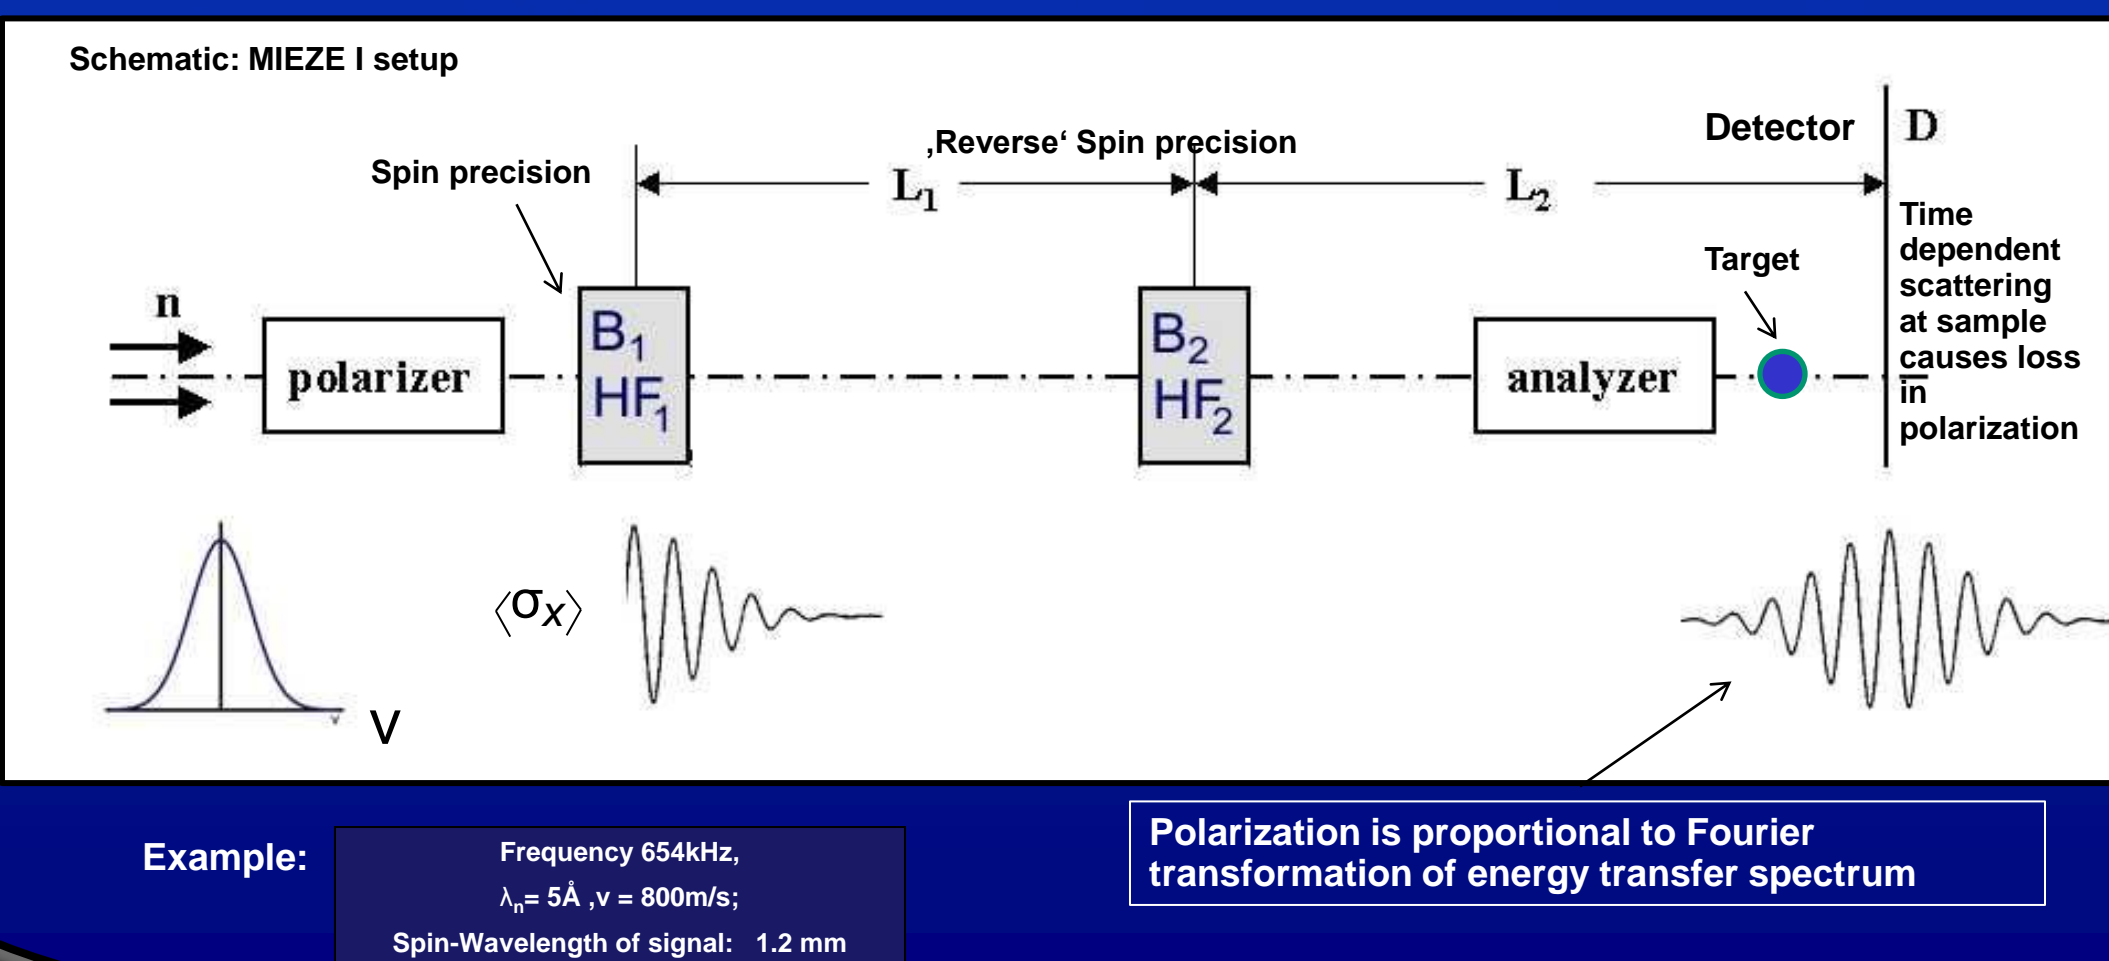 Schematic: MIEZE I setup
Detector
D
‚Reverse‘ Spin precision
Spin precision
L1
L2
Time
dependent
scattering
at sample
causes loss
in
polarization
Target
n
polarizer
B1
HF1
B2
HF2
analyzer
⟨σx⟩
v
V
Example:
Frequency 654kHz,
λn= 5Å ,v = 800m/s;
Spin-Wavelength of signal: 1.2 mm
Polarization is proportional to Fourier
transformation of energy transfer spectrum